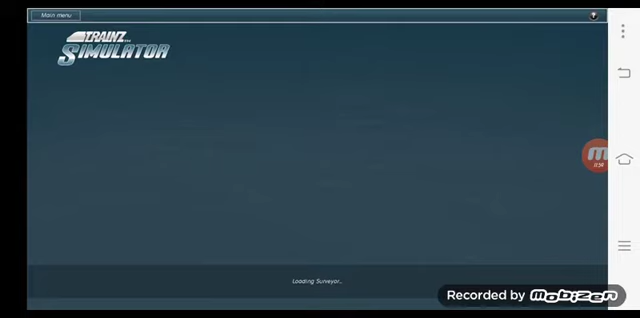 Main menu
?
TRAINZ
SIMULATOR
Loading Surveyor...
Recorded by MOBIZEN